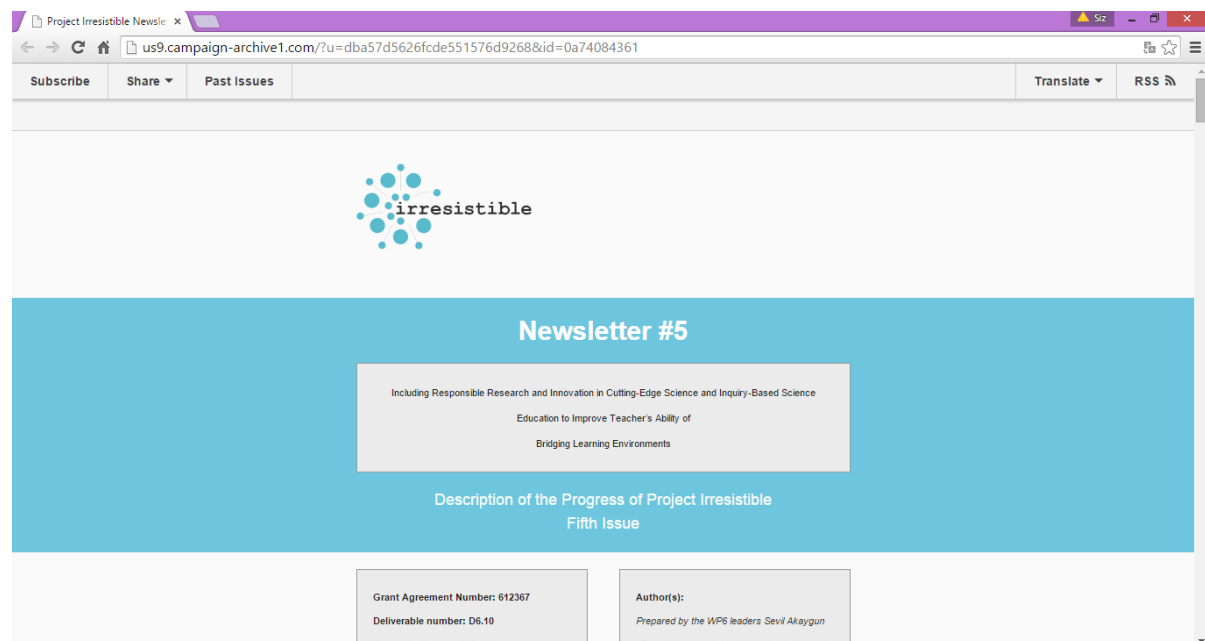 Project Irresistible Newsle
Siz
us9.campaign-archive1.com/?u=dba57d5626fcde551576d9268&id=0a74084361
Subscribe Share Past Issues Translate RSS
irresistible
Newsletter #5
Including Responsible Research and Innovation in Cutting-Edge Science and Inquiry-Based Science
Education to Improve Teacher's Ability of
Bridging Learning Environments
Description of the Progress of Project Irresistible
Fifth Issue
Grant Agreement Number: 612367
Deliverable number: D6.10
Author(s):
Prepared by the WP6 leaders Sevil Akaygun